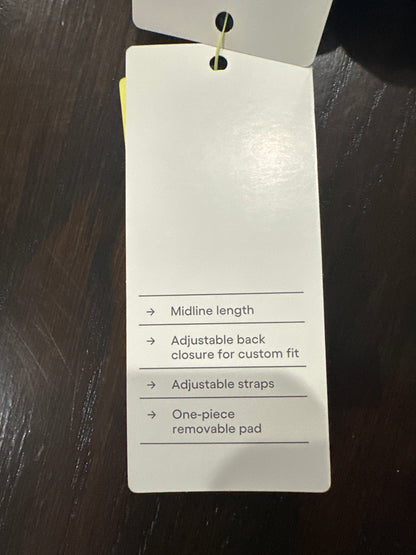 → Midline length
→ Adjustable back
closure for custom fit
→ Adjustable straps
→ One-piece
removable pad